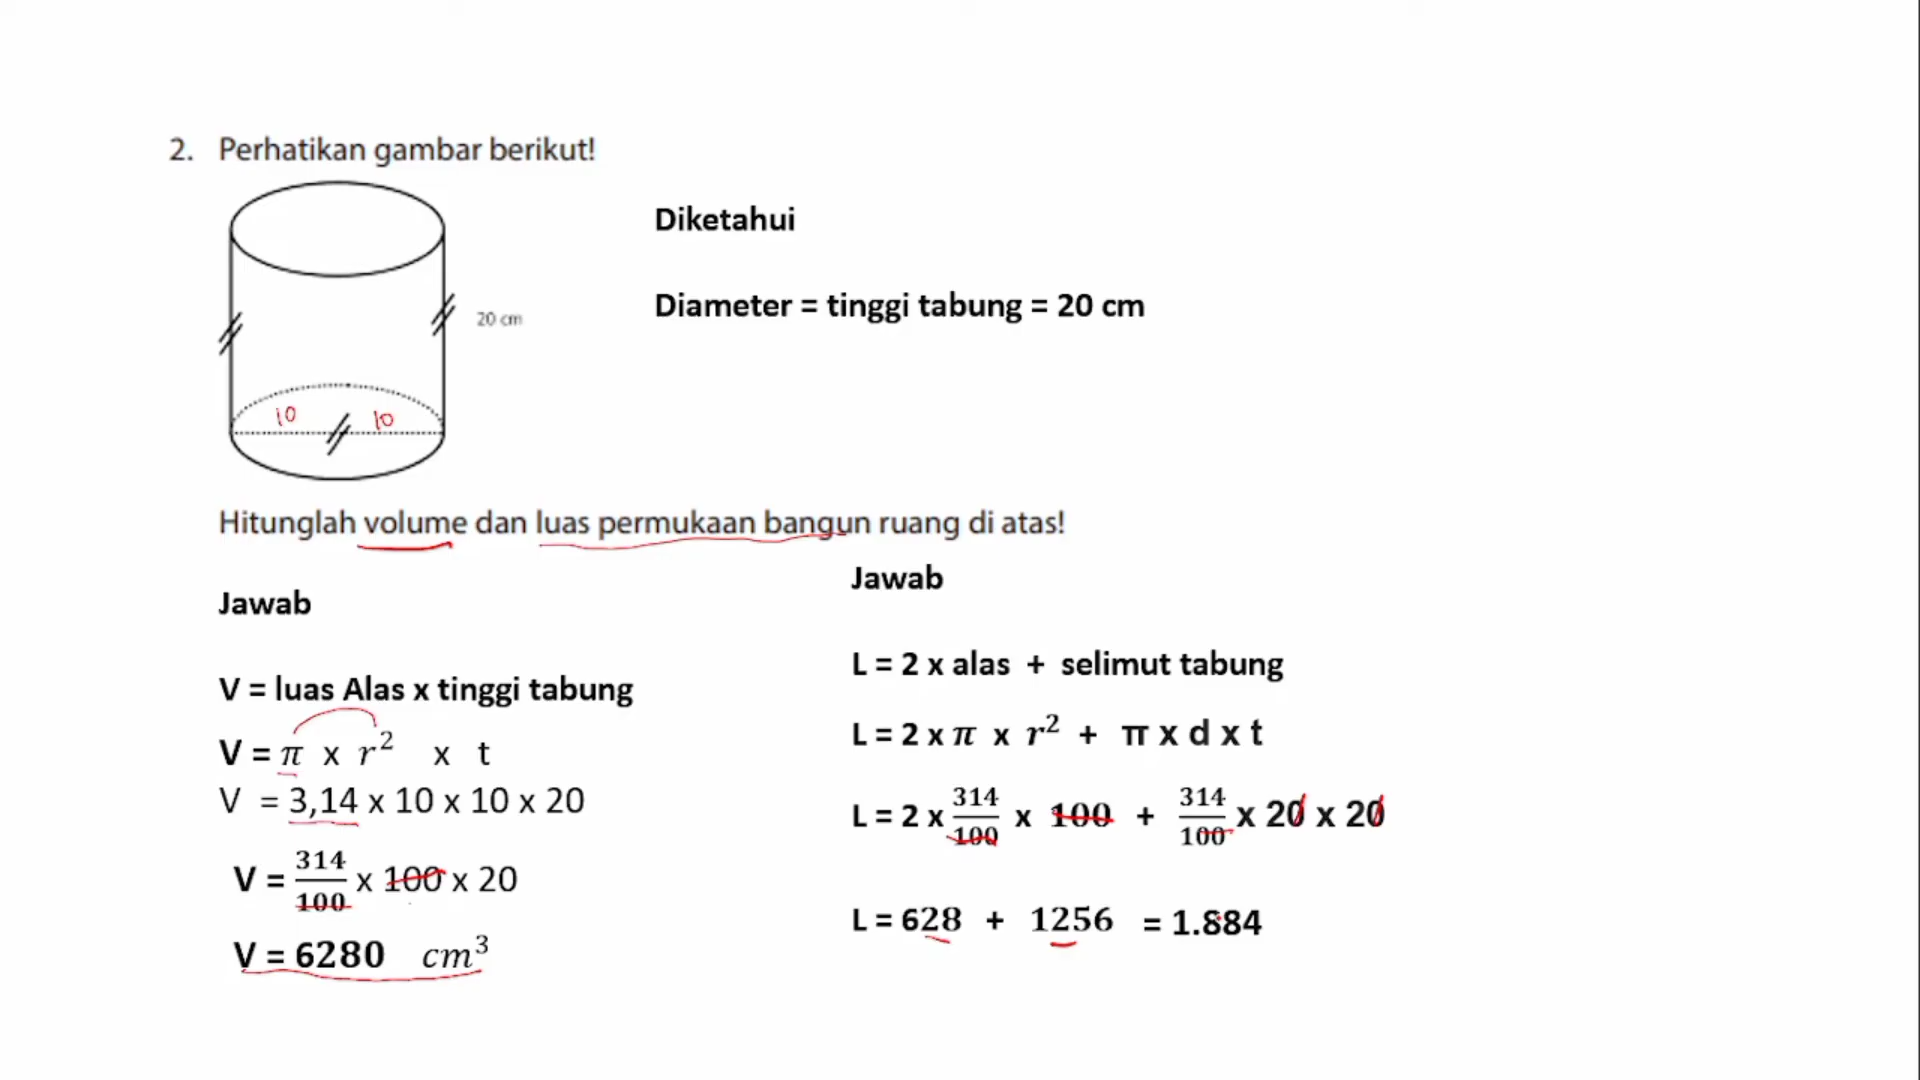 2. Perhatikan gambar berikut!
20 cm
10 10
Diketahui
Diameter = tinggi tabung = 20 cm
Hitunglah volume dan luas permukaan bangun ruang di atas!
Jawab
V = luas Alas x tinggi tabung
V = π x r² x t
V = 3,14 x 10 x 10 x 20
V = 314/100 x 100 x 20
V = 6280 cm³
Jawab
L = 2 x alas + selimut tabung
L = 2 x π x r² + π x d x t
L = 2 x 314/100 x 100 + 314/100 x 20 x 20
L = 628 + 1256 = 1.884